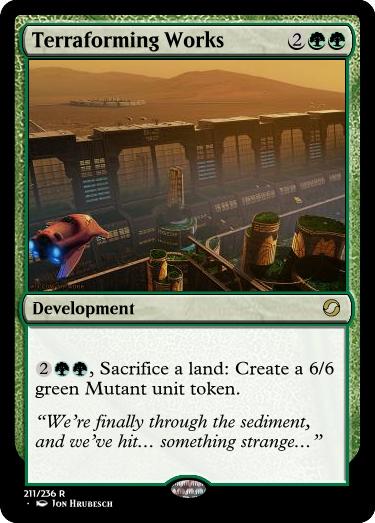 Terraforming Works 2
Development
2, Sacrifice a land: Create a 6/6
green Mutant unit token.
“We’re finally through the sediment,
and we’ve hit... something strange...”
211/236 R
· Jon Hrubesch